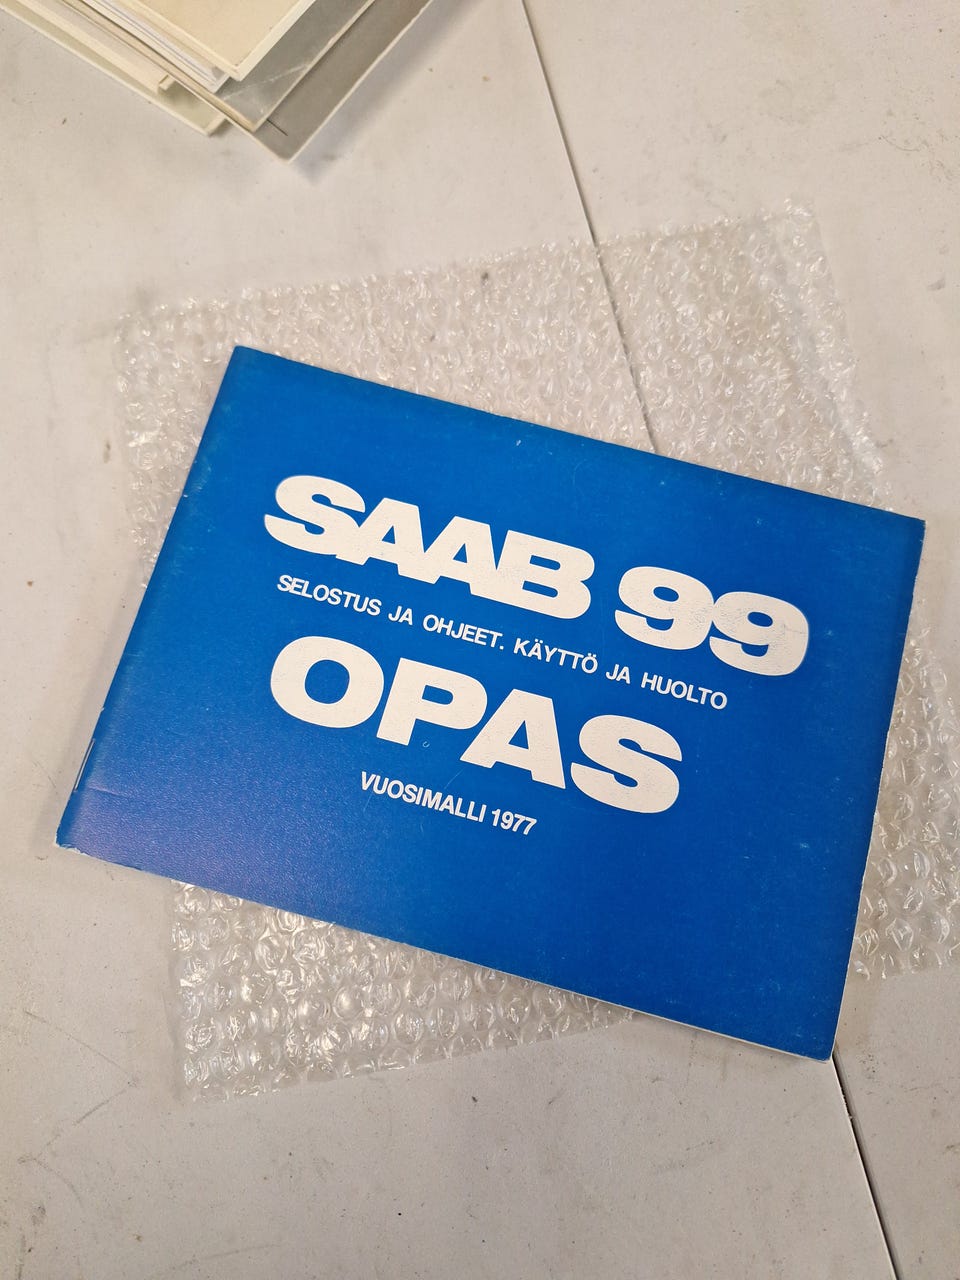 SAAB 99
SELOSTUS JA OHJEET. KÄYTTÖ JA HUOLTO
OPAS
VUOSIMALLI 1977